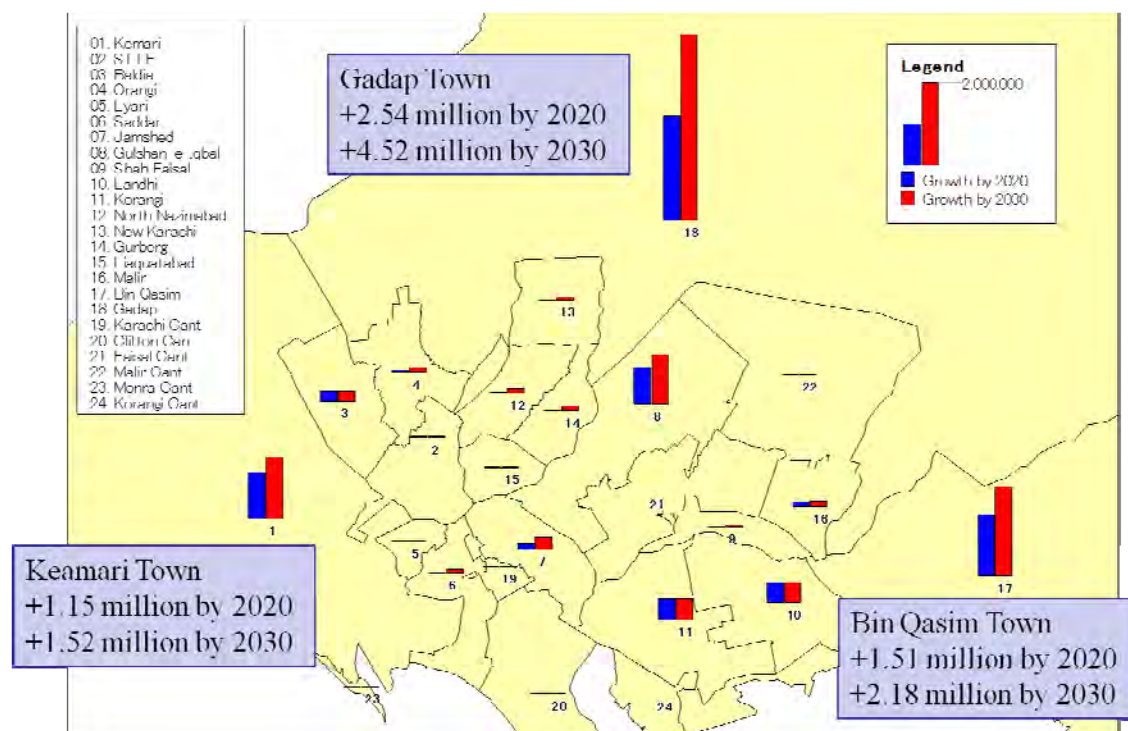 01. Kemari
02. S.I.T.E
03. Baldia
04. Orangi
05. Lyari
06. Saddar
07. Jamshed
08. Gulshan e Iqbal
09. Shah Faisal
10. Landhi
11. Korangi
12. North Nazimabad
13. New Karachi
14. Gurberg
15. Liaquatabad
16. Malir
17. Bin Qasim
18. Gadap
19. Karachi Cant
20. Clifton Can
21. Faisal Cant
22. Malir Cant
23. Monra Cant
24. Korangi Cant
Gadap Town
+2.54 million by 2020
+4.52 million by 2030
Legend
2,000,000
Growth by 2020
Growth by 2030
18
13
4
12
3
14
8
22
2
15
1
21
16
5
9
7
6
19
17
10
11
Keamari Town
+1.15 million by 2020
+1.52 million by 2030
Bin Qasim Town
+1.51 million by 2020
+2.18 million by 2030
23
20
24